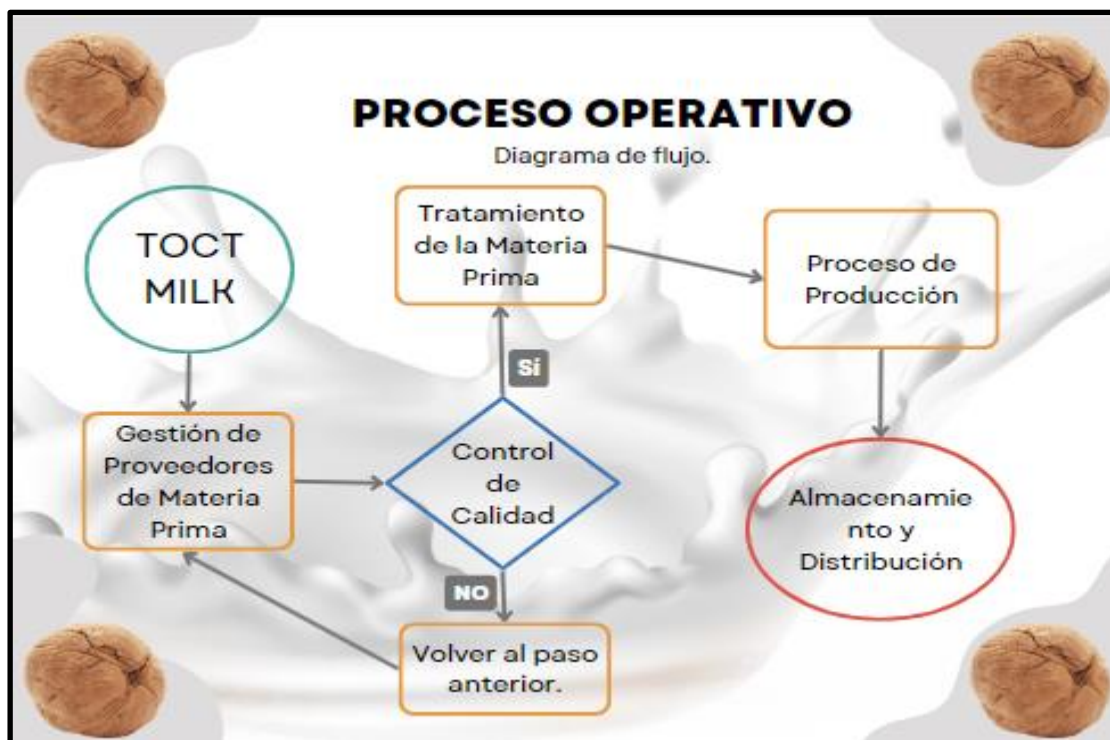 PROCESO OPERATIVO
Diagrama de flujo.
TOCT
MILK
Gestión de
Proveedores
de Materia
Prima
Control
de
Calidad
Sí
Tratamiento
de la Materia
Prima
Proceso de
Producción
Almacenamie
nto y
Distribución
NO
Volver al paso
anterior.